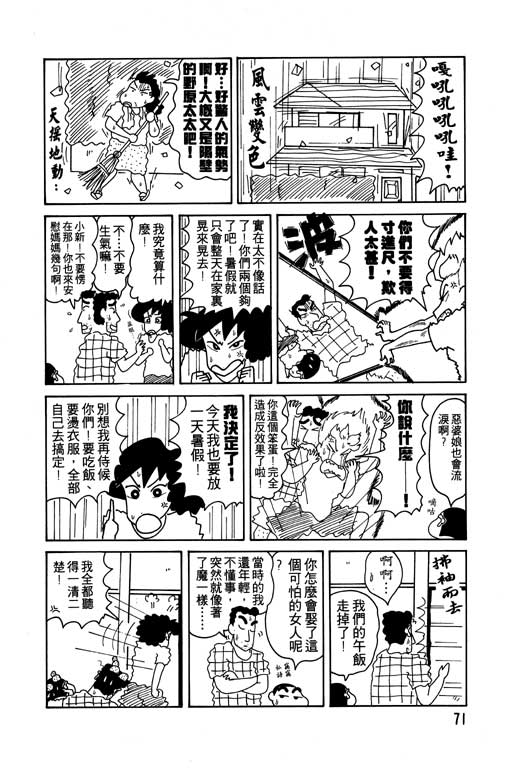 嘎吼吼吼吼哇!
風雲變色
好…好驚人的氣勢
啊!大概又是隔壁
的野原太太吧!
天搖地動…
你們不要得
寸進尺,欺
人太甚!
波
實在太不像話
了!你們兩個夠
了吧!暑假就
只會整天在家裏
晃來晃去!
我究竟算什
麼!
不…不要
生氣嘛!
小新!不要愣
在那!你也來安
慰媽媽幾句啊!
惡婆娘也會流
淚啊?
嘀咕
你說什麼
!
你這個笨蛋!完全
造成反效果了啦!
我決定了!
今天我也要放
一天暑假!
別想我再侍候
你們!要吃飯
要燙衣服,全部
自己去搞定!
拂袖而去
啊啊…
我們的午飯
走掉了!
你怎麼會娶了這
個可怕的女人呢
?
當時的我
還年輕,
不懂事,
突然就像著
了魔一樣……
竊竊
私語
我全都聽
得一清二
楚!
71